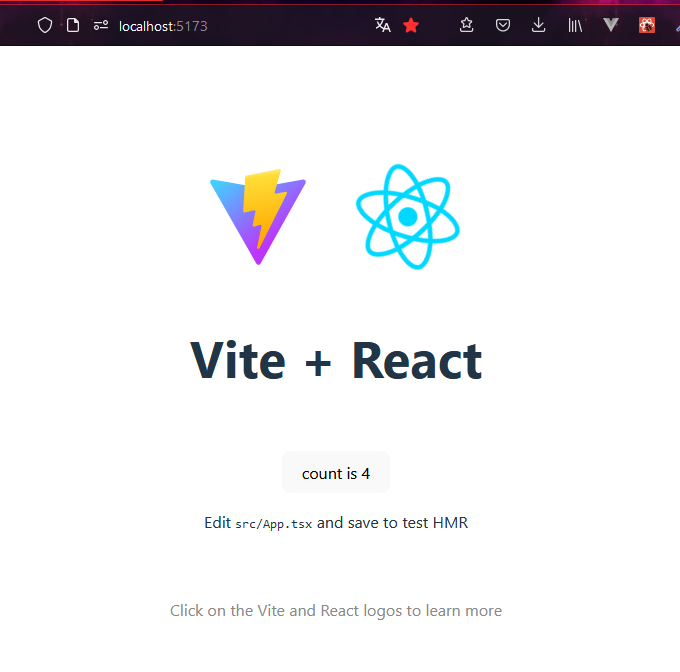 localhost:5173
Vite + React
count is 4
Edit src/App.tsx and save to test HMR
Click on the Vite and React logos to learn more